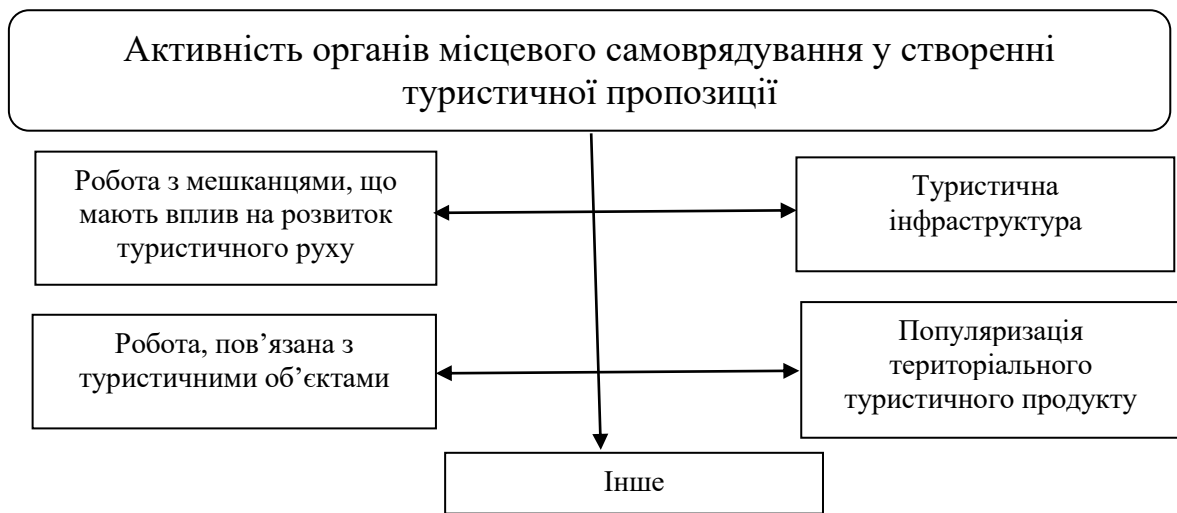 Активність органів місцевого самоврядування у створенні
туристичної пропозиції
Робота з мешканцями, що
мають вплив на розвиток
туристичного руху
Туристична
інфраструктура
Робота, пов’язана з
туристичними об’єктами
Популяризація
територіального
туристичного продукту
Інше